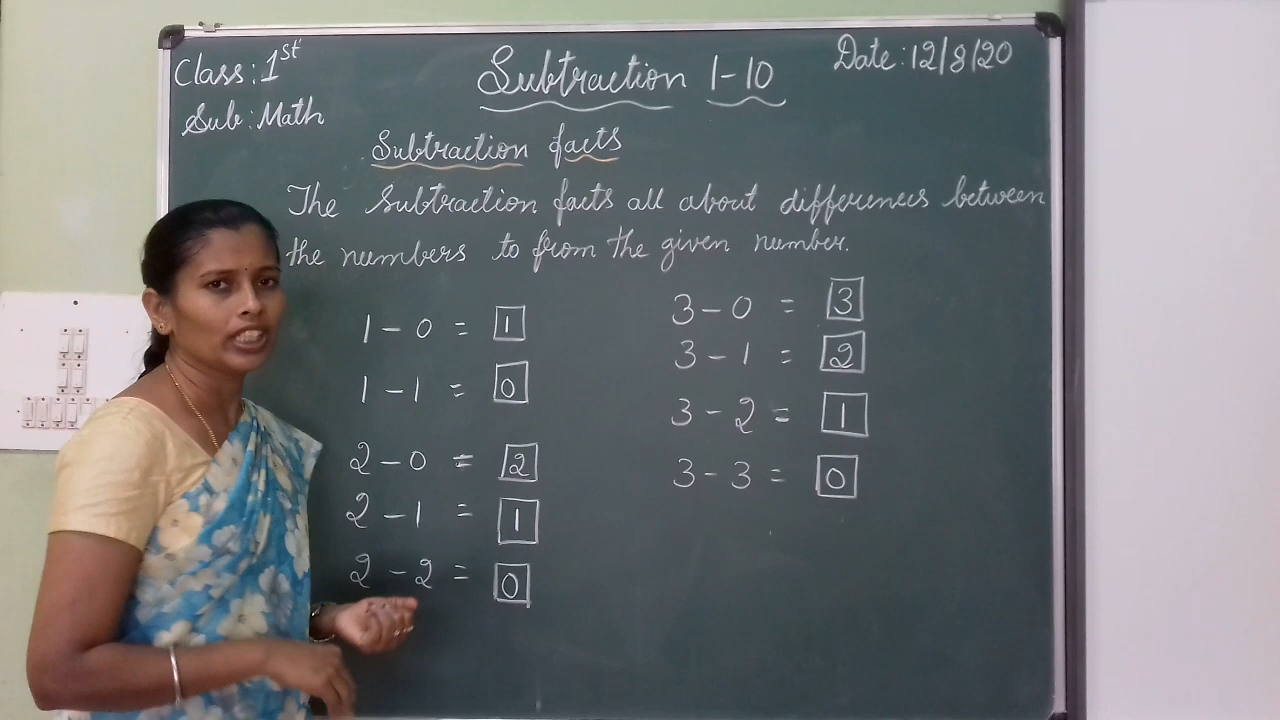 Class: 1st
Sub: Math
Subtraction 1-10
Date: 12/8/20
Subtraction facts
The Subtraction facts all about differences between
the numbers to from the given number.
1 - 0 = 1
1 - 1 = 0
2 - 0 = 2
2 - 1 = 1
2 - 2 = 0
3 - 0 = 3
3 - 1 = 2
3 - 2 = 1
3 - 3 = 0